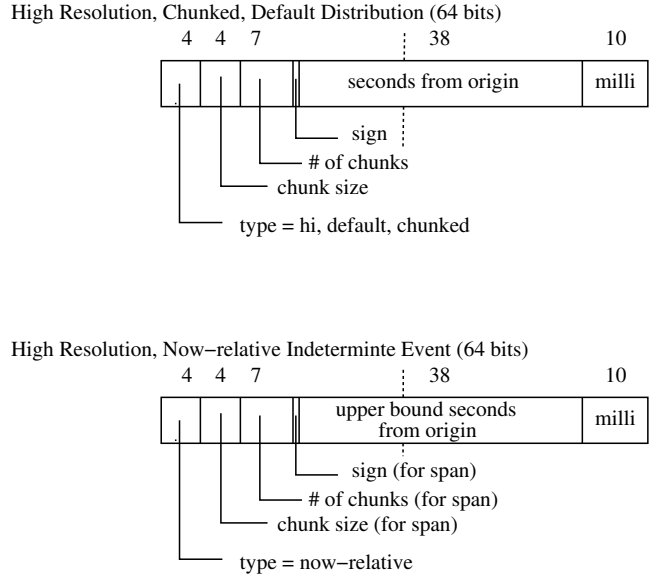 High Resolution, Chunked, Default Distribution (64 bits)
4 4 7 38 10
seconds from origin milli
sign
# of chunks
chunk size
type = hi, default, chunked
High Resolution, Now−relative Indeterminte Event (64 bits)
4 4 7 38 10
upper bound seconds
from origin
milli
sign (for span)
# of chunks (for span)
chunk size (for span)
type = now−relative